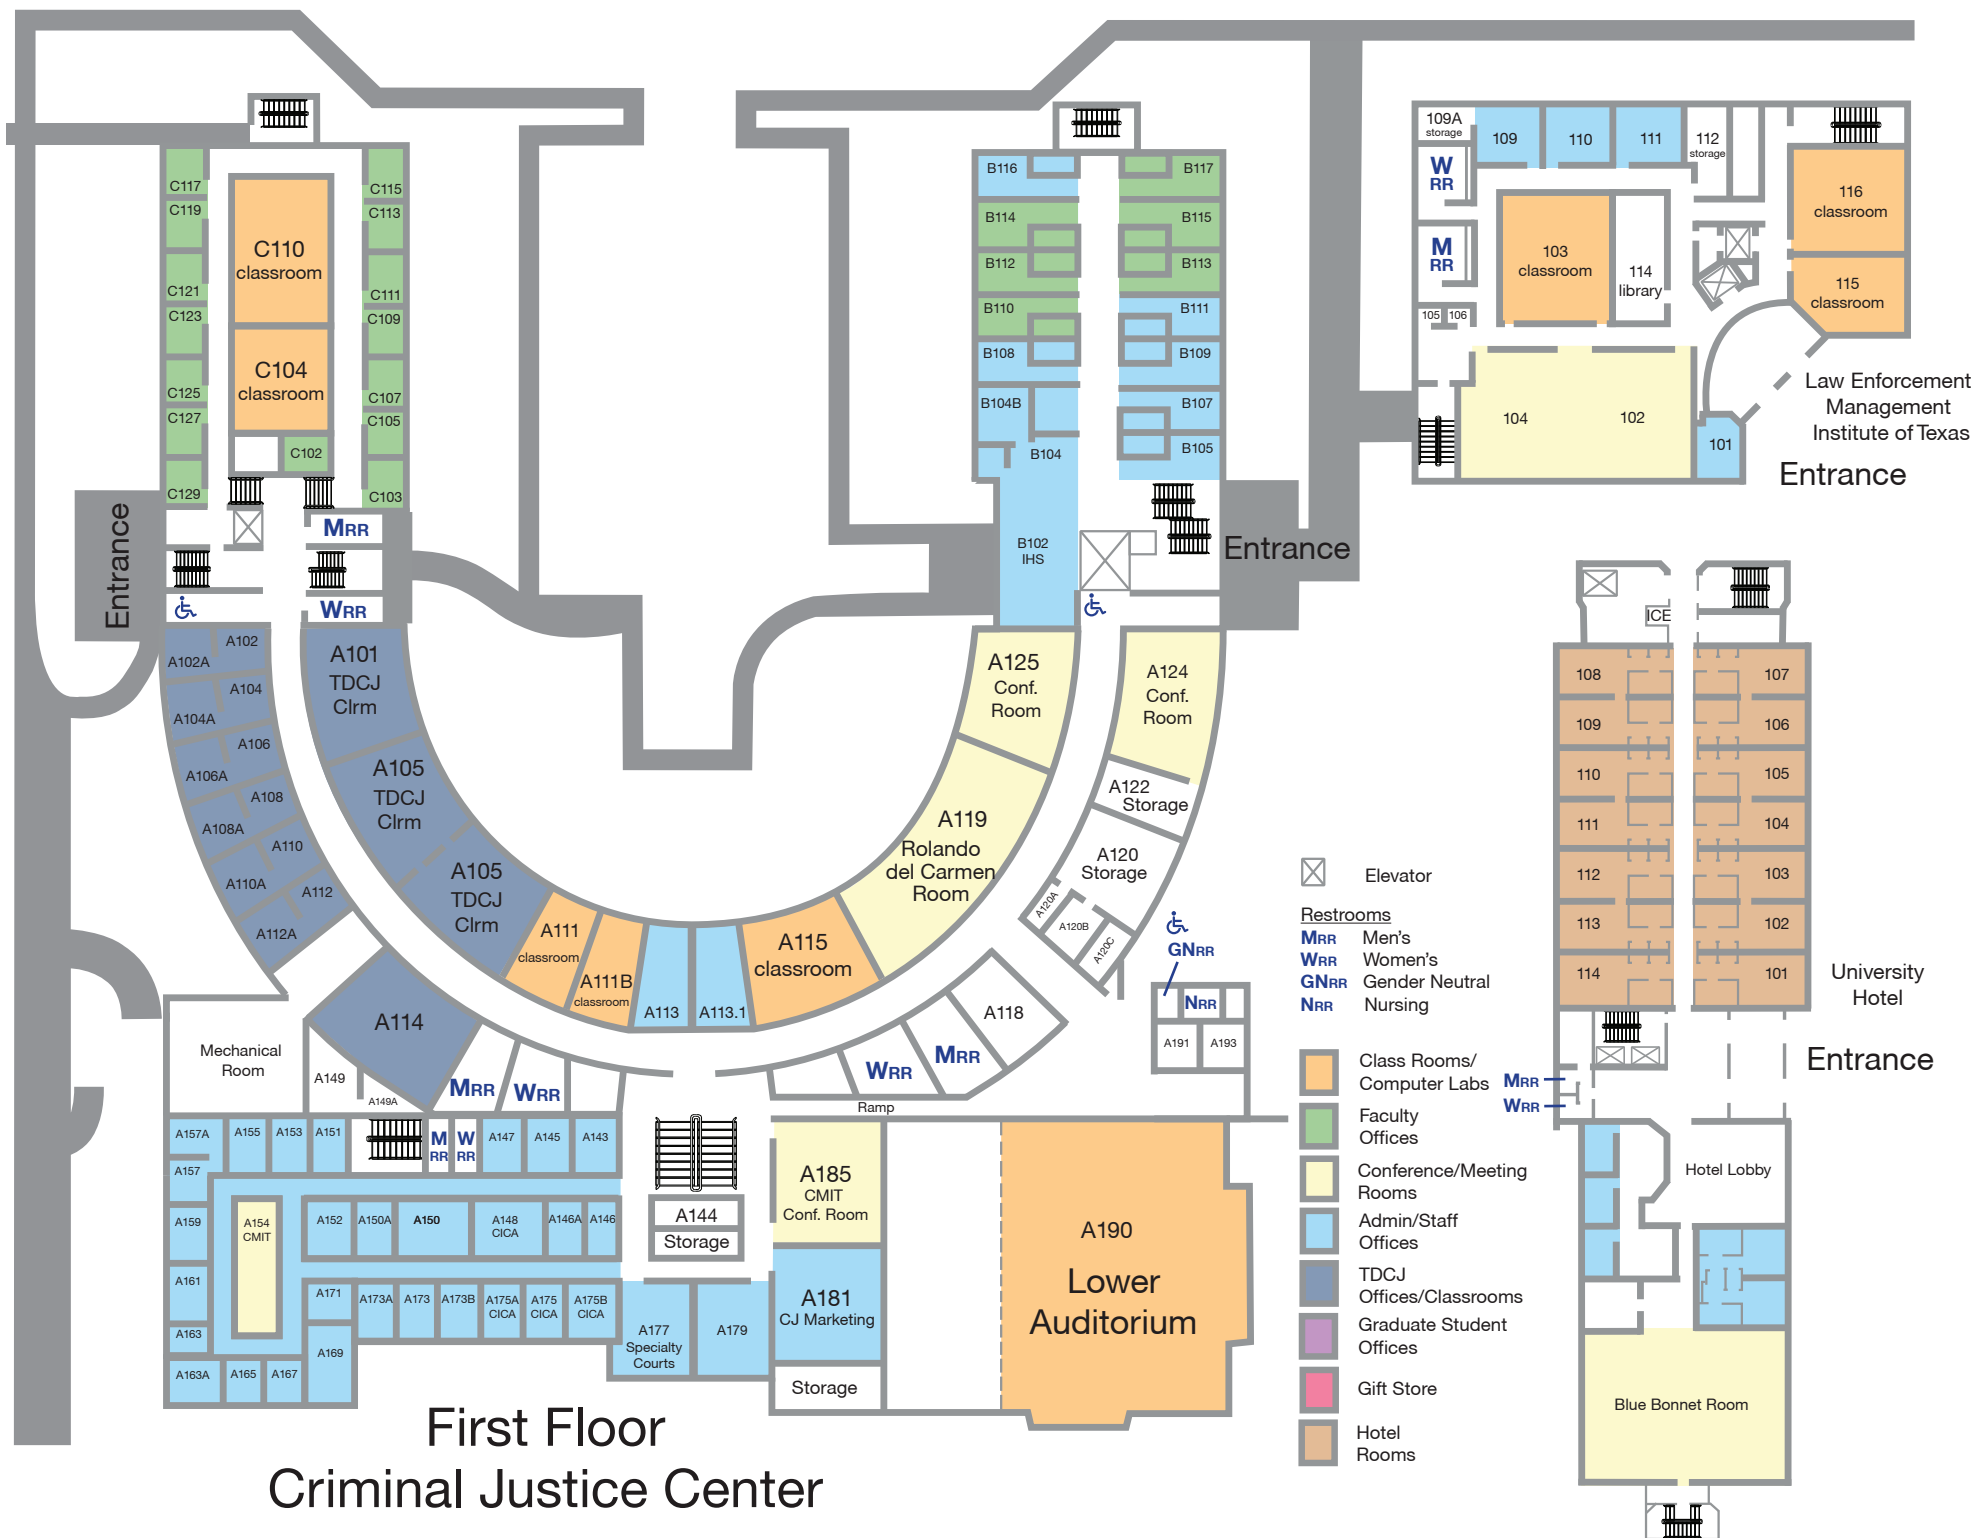 C117
C119
C121
C123
C125
C127
C129
C110
classroom
C104
classroom
C102
C115
C113
C111
C109
C107
C105
C103
MRR
WRR
Entrance
B116
B114
B112
B110
B108
B104B
B104
B102
IHS
B117
B115
B113
B111
B109
B107
B105
Entrance
109A
storage
W
RR
M
RR
109
110
111
112
storage
103
classroom
114
library
116
classroom
115
classroom
105
106
104
102
101
Law Enforcement
Management
Institute of Texas
Entrance
A102
A102A
A104
A104A
A106
A106A
A108
A108A
A110
A110A
A112
A112A
A101
TDCJ
Clrm
A105
TDCJ
Clrm
A105
TDCJ
Clrm
A111
classroom
A111B
classroom
A113
A113.1
A115
classroom
A119
Rolando
del Carmen
Room
A125
Conf.
Room
A124
Conf.
Room
A122
Storage
A120
Storage
A120A
A120B
A120C
GNRR
NRR
A191
A193
A118
MRR
WRR
Ramp
A114
Mechanical
Room
A149
A149A
MRR
WRR
A157A
A155
A153
A151
M
RR
W
RR
A147
A145
A143
A157
A159
A161
A163
A163A
A165
A167
A169
A171
A154
CMIT
A152
A150A
A150
A148
CICA
A146A
A146
A173A
A173
A173B
A175A
CICA
A175
CICA
A175B
CICA
A177
Specialty
Courts
A179
A144
Storage
A185
CMIT
Conf. Room
A181
CJ Marketing
Storage
A190
Lower
Auditorium
First Floor
Criminal Justice Center
Elevator
Restrooms
MRR Men's
WRR Women's
GNRR Gender Neutral
NRR Nursing
Class Rooms/
Computer Labs
Faculty
Offices
Conference/Meeting
Rooms
Admin/Staff
Offices
TDCJ
Offices/Classrooms
Graduate Student
Offices
Gift Store
Hotel
Rooms
ICE
108
109
110
111
112
113
114
107
106
105
104
103
102
101
University
Hotel
Entrance
MRR
WRR
Hotel Lobby
Blue Bonnet Room